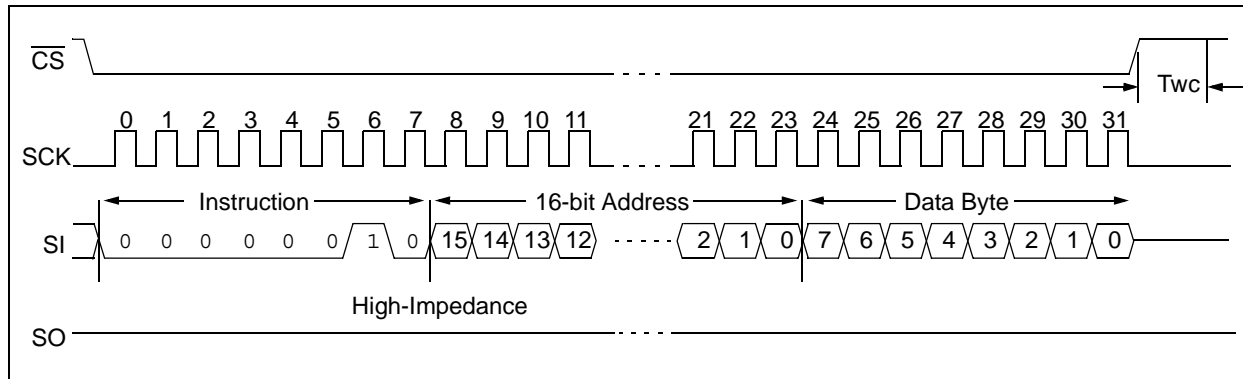 CS
Twc
0 1 2 3 4 5 6 7 8 9 10 11 21 22 23 24 25 26 27 28 29 30 31
SCK
Instruction 16-bit Address Data Byte
SI 0 0 0 0 0 0 1 0 15 14 13 12 2 1 0 7 6 5 4 3 2 1 0
High-Impedance
SO